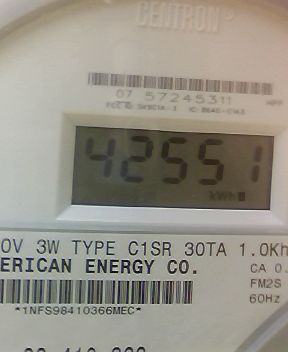 CENTRON®
07 57245311
42551
kWh
0V 3W TYPE C1SR 30TA 1.0Kh
ERICAN ENERGY CO.
CA 0.
FM2S
60Hz
*1NFS98410366MEC*